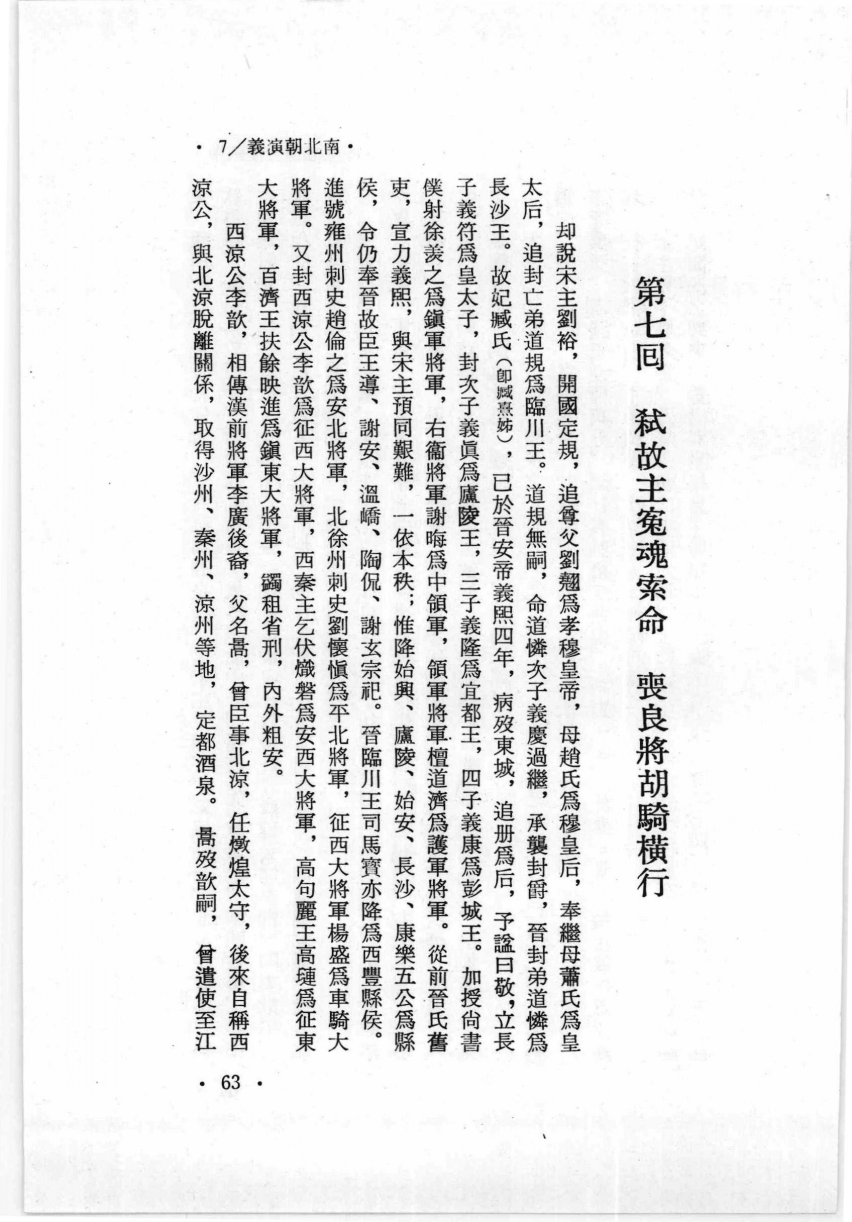 ·南北朝演義/7·
第七回　弒故主寃魂索命　喪良將胡騎橫行
却說宋主劉裕，開國定規，追尊父劉翹爲孝穆皇帝，母趙氏爲穆皇后，奉繼母蕭氏爲皇
太后，追封亡弟道規爲臨川王。道規無嗣，命道憐次子義慶過繼，承襲封爵，晉封弟道憐爲
長沙王。故妃臧氏（卽臧熹姊），已於晉安帝義熙四年，病歿東城，追册爲后，予諡曰敬；立長
子義符爲皇太子，封次子義眞爲廬陵王，三子義隆爲宜都王，四子義康爲彭城王。加授尙書
僕射徐羨之爲鎭軍將軍，右衞將軍謝晦爲中領軍，領軍將軍檀道濟爲護軍將軍。從前晉氏舊
吏，宣力義熙，與宋主預同艱難，一依本秩；惟降始興、廬陵、始安、長沙、康樂五公爲縣
侯，令仍奉晉故臣王導、謝安、溫嶠、陶侃、謝玄宗祀。晉臨川王司馬寶亦降爲西豐縣侯。
進號雍州刺史趙倫之爲安北將軍，北徐州刺史劉懷愼爲平北將軍，征西大將軍楊盛爲車騎大
將軍。又封西涼公李歆爲征西大將軍，西秦主乞伏熾磐爲安西大將軍，高句麗王高璉爲征東
大將軍，百濟王扶餘映進爲鎭東大將軍，蠲租省刑，內外粗安。
西涼公李歆，相傳漢前將軍李廣後裔，父名暠，曾臣事北涼，任燉煌太守，後來自稱西
涼公，與北涼脫離關係，取得沙州、秦州、涼州等地，定都酒泉。暠歿歆嗣，曾遣使至江
·63·